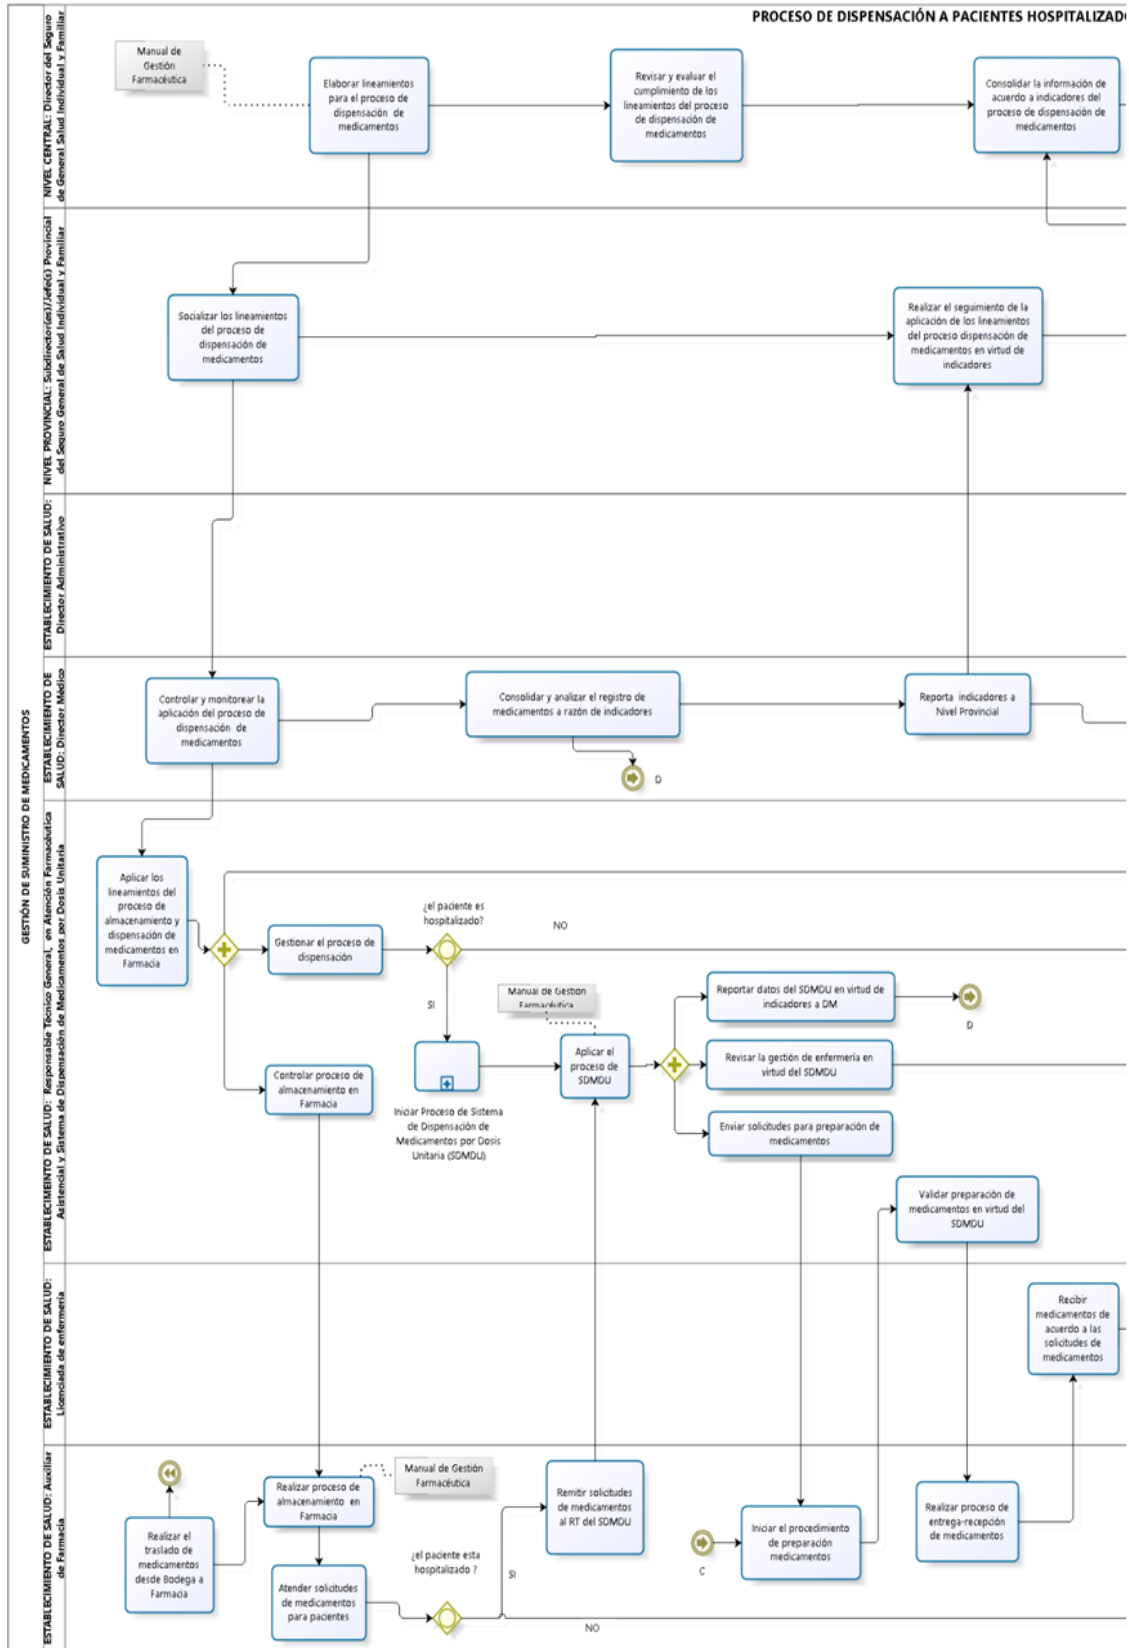 PROCESO DE DISPENSACIÓN A PACIENTES HOSPITALIZADO
GESTIÓN DE SUMINISTRO DE MEDICAMENTOS
NIVEL CENTRAL: Director del Seguro
de General Salud Individual y Familiar
Manual de
Gestión
Farmacéutica
Elaborar lineamientos
para el proceso de
dispensación de
medicamentos
Revisar y evaluar el
cumplimiento de los
lineamientos del proceso
de dispensación de
medicamentos
Consolidar la información de
acuerdo a indicadores del
proceso de dispensación de
medicamentos
NIVEL PROVINCIAL: Subdirector(es)/Jefe(s) Provincial
del Seguro General de Salud Individual y Familiar
Socializar los lineamientos
del proceso de
dispensación de
medicamentos
Realizar el seguimiento de la
aplicación de los lineamientos
del proceso dispensación de
medicamentos en virtud de
indicadores
ESTABLECIMIENTO DE SALUD:
Director Administrativo
ESTABLECIMIENTO DE
SALUD: Director Médico
Controlar y monitorear la
aplicación del proceso de
dispensación de
medicamentos
Consolidar y analizar el registro de
medicamentos a razón de indicadores
D
Reporta indicadores a
Nivel Provincial
ESTABLECIMEINTO DE SALUD: Responsable Técnico General, en Atención Farmacéutica
Asistencial y Sistema de Dispensación de Medicamentos por Dosis Unitaria
Aplicar los
lineamientos del
proceso de
almacenamiento y
dispensación de
medicamentos en
Farmacia
Gestionar el proceso de
dispensación
¿el paciente es
hospitalizado?
NO
SI
Controlar proceso de
almacenamiento en
Farmacia
Iniciar Proceso de Sistema
de Dispensación de
Medicamentos por Dosis
Unitaria (SDMDU)
Manual de Gestión
Farmacéutica
Aplicar el
proceso de
SDMDU
Reportar datos del SDMDU en virtud de
indicadores a DM
D
Revisar la gestión de enfermería en
virtud del SDMDU
Enviar solicitudes para preparación de
medicamentos
Validar preparación de
medicamentos en virtud del
SDMDU
ESTABLECIMIENTO DE SALUD:
Licenciada de enfermería
Recibir
medicamentos de
acuerdo a las
solicitudes de
medicamentos
ESTABLECIMIENTO DE SALUD: Auxiliar
de Farmacia
Realizar el
traslado de
medicamentos
desde Bodega a
Farmacia
Realizar proceso de
almacenamiento en
Farmacia
Manual de Gestión
Farmacéutica
Atender solicitudes
de medicamentos
para pacientes
¿el paciente esta
hospitalizado ?
SI
NO
Remitir solicitudes
de medicamentos
al RT del SDMDU
C
Iniciar el procedimiento
de preparación
medicamentos
Realizar proceso de
entrega-recepción
de medicamentos